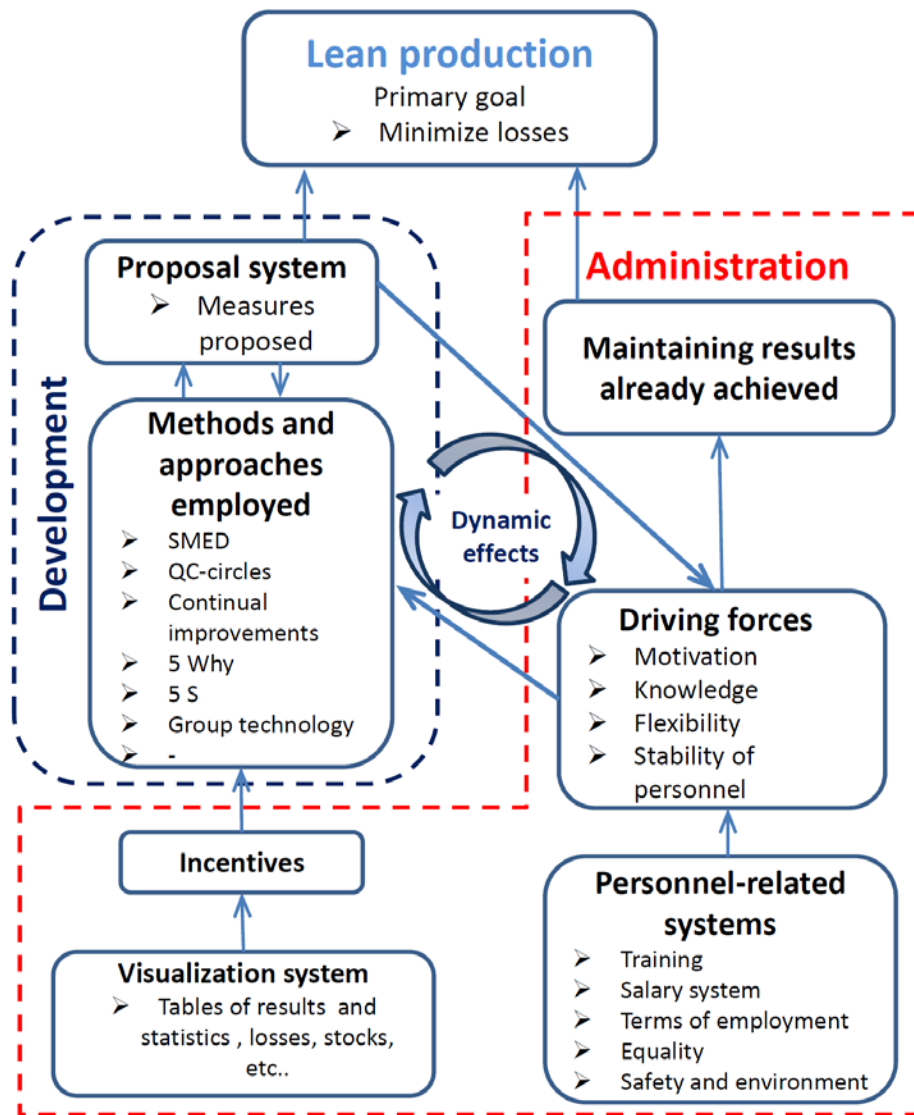 Lean production
Primary goal
➢ Minimize losses
Development
Proposal system
➢ Measures
proposed
Methods and
approaches
employed
➢ SMED
➢ QC-circles
➢ Continual
improvements
➢ 5 Why
➢ 5 S
➢ Group technology
➢ -
Dynamic
effects
Administration
Maintaining results
already achieved
Driving forces
➢ Motivation
➢ Knowledge
➢ Flexibility
➢ Stability of
personnel
Incentives
Visualization system
➢ Tables of results and
statistics , losses, stocks,
etc..
Personnel-related
systems
➢ Training
➢ Salary system
➢ Terms of employment
➢ Equality
➢ Safety and environment